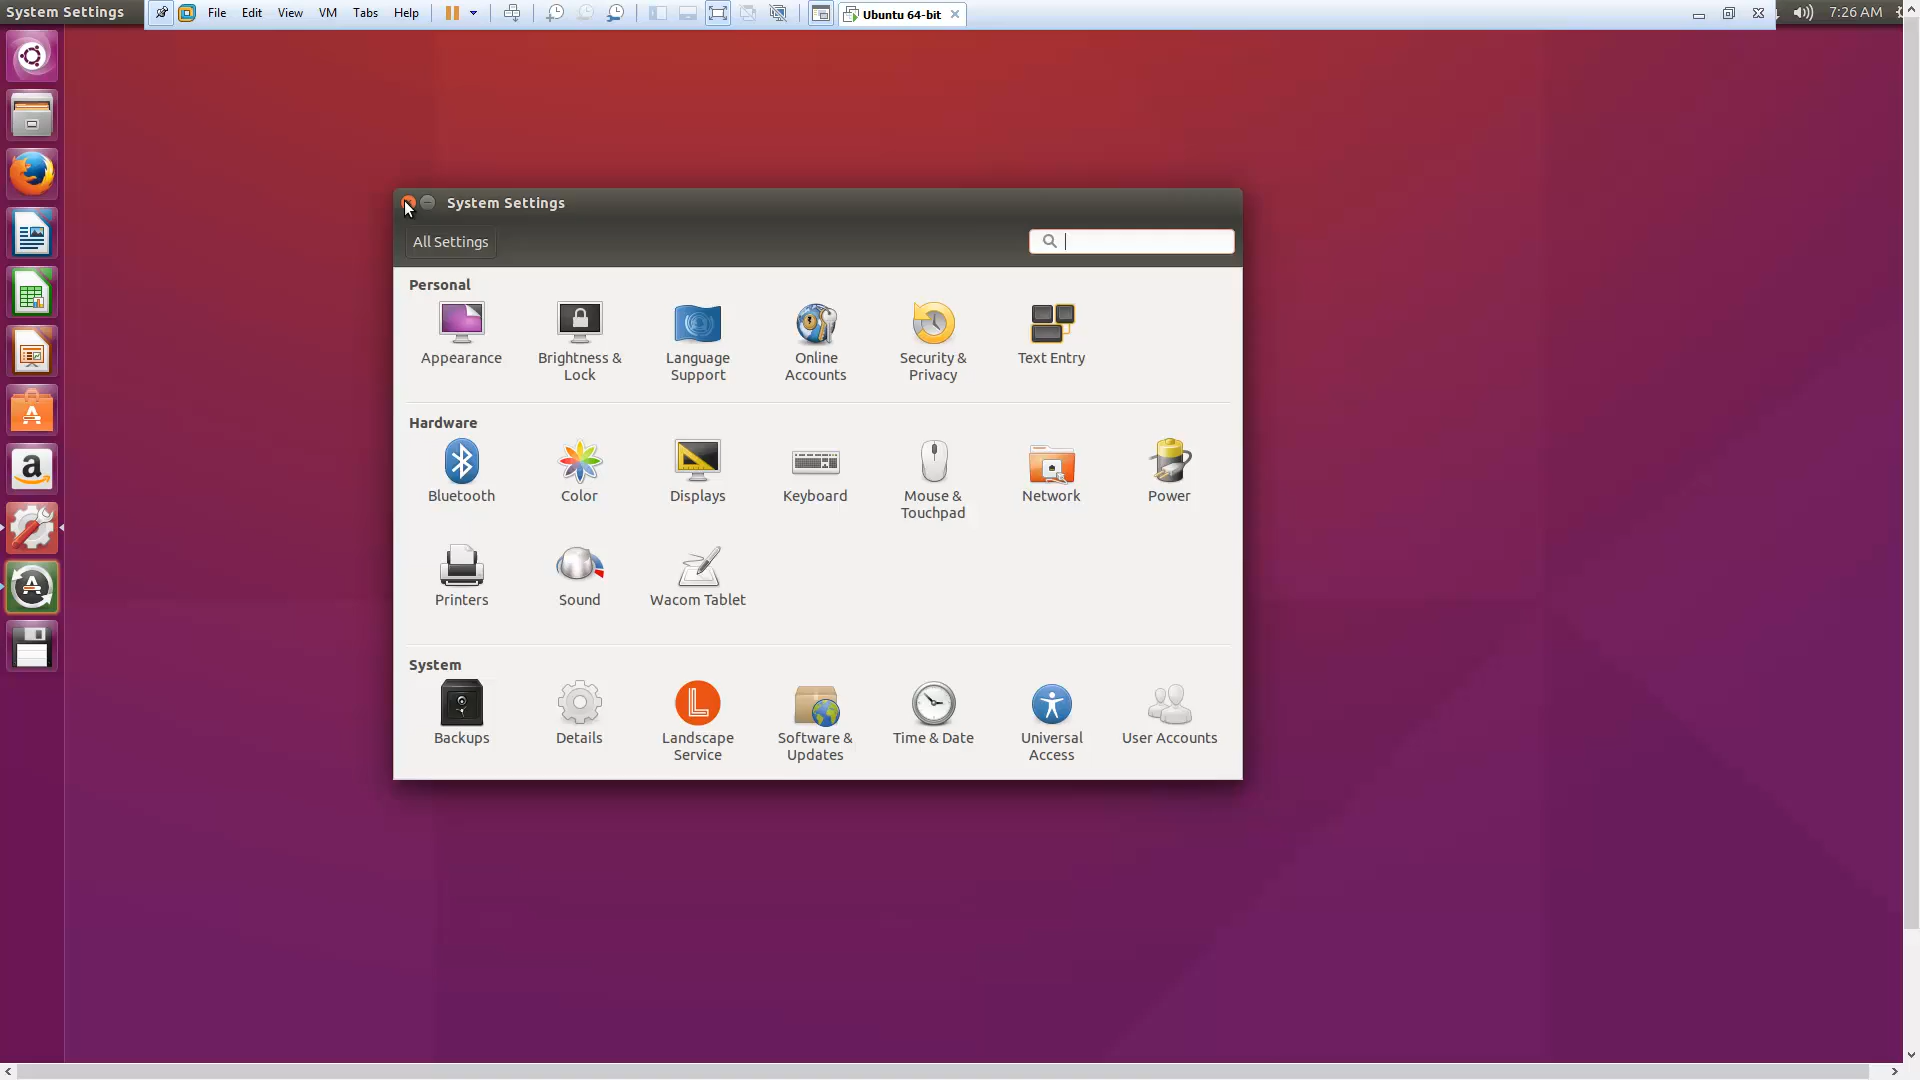 System Settings
File Edit View VM Tabs Help
Ubuntu 64-bit
7:26 AM
System Settings
All Settings
Personal
Appearance
Brightness &
Lock
Language
Support
Online
Accounts
Security &
Privacy
Text Entry
Hardware
Bluetooth
Color
Displays
Keyboard
Mouse &
Touchpad
Network
Power
Printers
Sound
Wacom Tablet
System
Backups
Details
Landscape
Service
Software &
Updates
Time & Date
Universal
Access
User Accounts